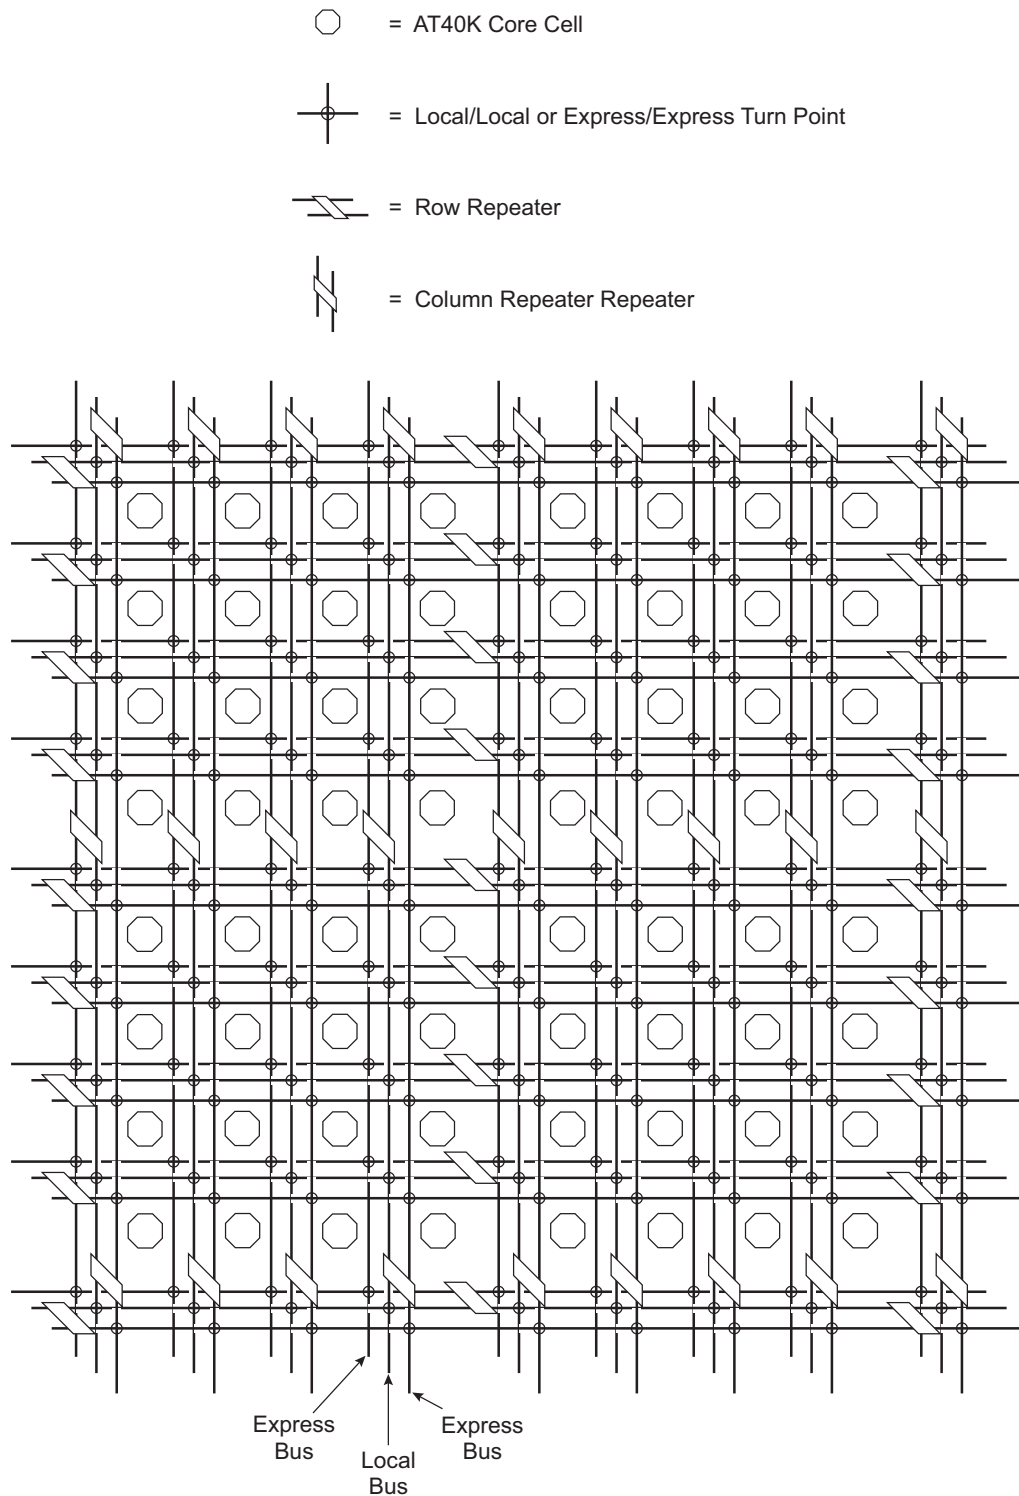 = AT40K Core Cell
= Local/Local or Express/Express Turn Point
= Row Repeater
= Column Repeater Repeater
Express
Bus
Local
Bus
Express
Bus